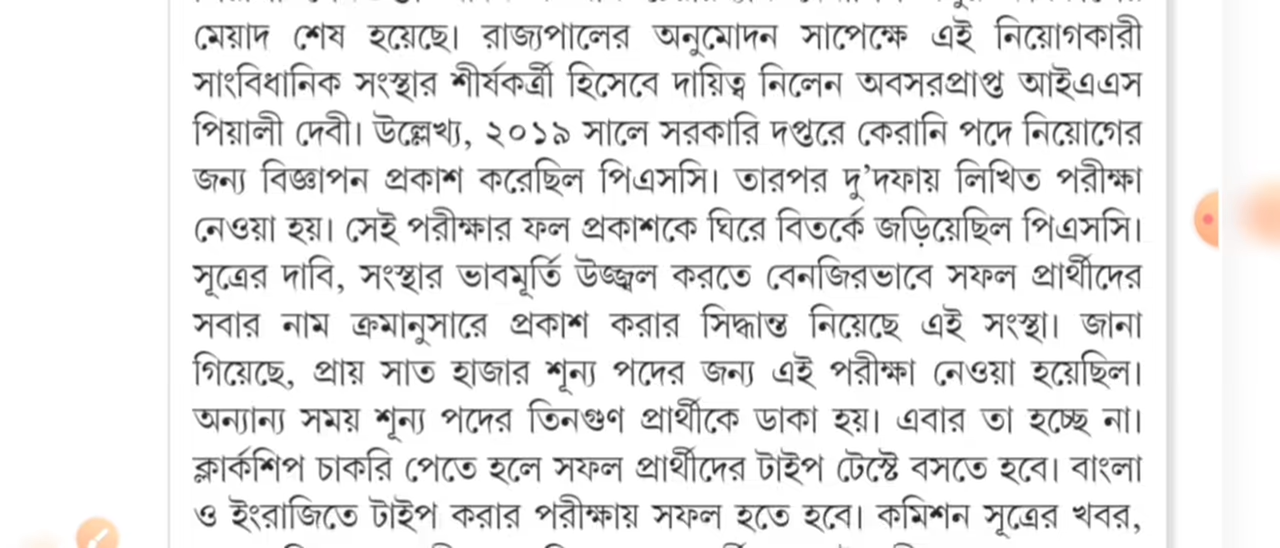 মেয়াদ শেষ হয়েছে। রাজ্যপালের অনুমোদন সাপেক্ষে এই নিয়োগকারী
সাংবিধানিক সংস্থার শীর্ষকর্ত্রী হিসেবে দায়িত্ব নিলেন অবসরপ্রাপ্ত আইএএস
পিয়ালী দেবী। উল্লেখ্য, ২০১৯ সালে সরকারি দপ্তরে কেরানি পদে নিয়োগের
জন্য বিজ্ঞাপন প্রকাশ করেছিল পিএসসি। তারপর দু’দফায় লিখিত পরীক্ষা
নেওয়া হয়। সেই পরীক্ষার ফল প্রকাশকে ঘিরে বিতর্কে জড়িয়েছিল পিএসসি।
সূত্রের দাবি, সংস্থার ভাবমূর্তি উজ্জ্বল করতে বেনজিরভাবে সফল প্রার্থীদের
সবার নাম ক্রমানুসারে প্রকাশ করার সিদ্ধান্ত নিয়েছে এই সংস্থা। জানা
গিয়েছে, প্রায় সাত হাজার শূন্য পদের জন্য এই পরীক্ষা নেওয়া হয়েছিল।
অন্যান্য সময় শূন্য পদের তিনগুণ প্রার্থীকে ডাকা হয়। এবার তা হচ্ছে না।
ক্লার্কশিপ চাকরি পেতে হলে সফল প্রার্থীদের টাইপ টেস্টে বসতে হবে। বাংলা
ও ইংরাজিতে টাইপ করার পরীক্ষায় সফল হতে হবে। কমিশন সূত্রের খবর,